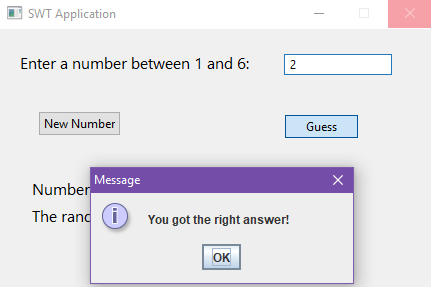 SWT Application
Enter a number between 1 and 6: 2
New Number Guess
Number
The
Message
You got the right answer!
OK